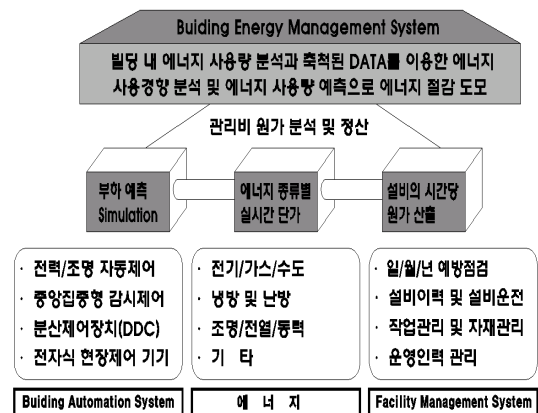 Buiding Energy Management System
빌딩 내 에너지 사용량 분석과 축적된 DATA를 이용한 에너지
사용경향 분석 및 에너지 사용량 예측으로 에너지 절감 도모
관리비 원가 분석 및 정산
부하 예측
Simulation
에너지 종류별
실시간 단가
설비의 시간당
원가 산출
· 전력/조명 자동제어
· 중앙집중형 감시제어
· 분산제어장치(DDC)
· 전자식 현장제어 기기
· 전기/가스/수도
· 냉방 및 난방
· 조명/전열/동력
· 기 타
· 일/월/년 예방점검
· 설비이력 및 설비운전
· 작업관리 및 자재관리
· 운영인력 관리
Buiding Automation System
에 너 지
Facility Management System